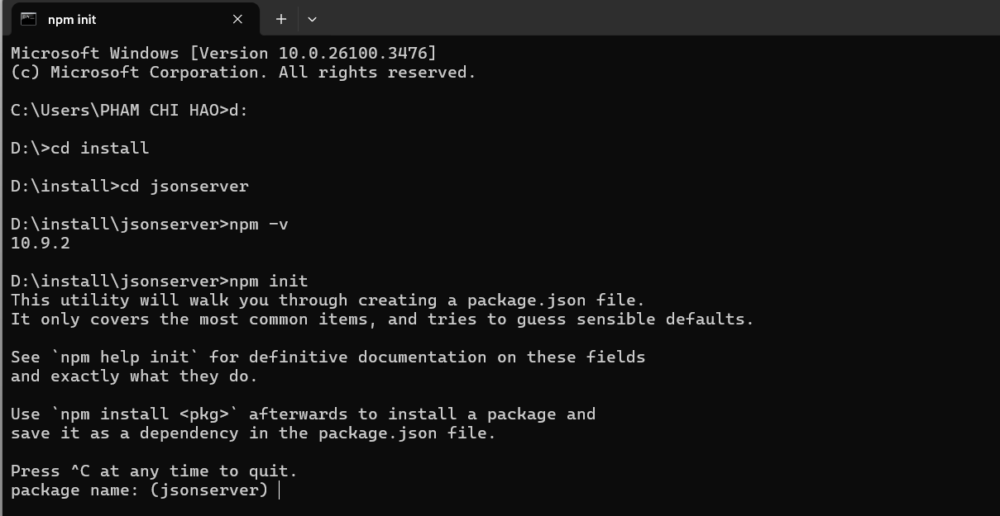 npm init
Microsoft Windows [Version 10.0.26100.3476]
(c) Microsoft Corporation. All rights reserved.
C:\Users\PHAM CHI HAO>d:
D:\>cd install
D:\install>cd jsonserver
D:\install\jsonserver>npm -v
10.9.2
D:\install\jsonserver>npm init
This utility will walk you through creating a package.json file.
It only covers the most common items, and tries to guess sensible defaults.
See `npm help init` for definitive documentation on these fields
and exactly what they do.
Use `npm install <pkg>` afterwards to install a package and
save it as a dependency in the package.json file.
Press ^C at any time to quit.
package name: (jsonserver)